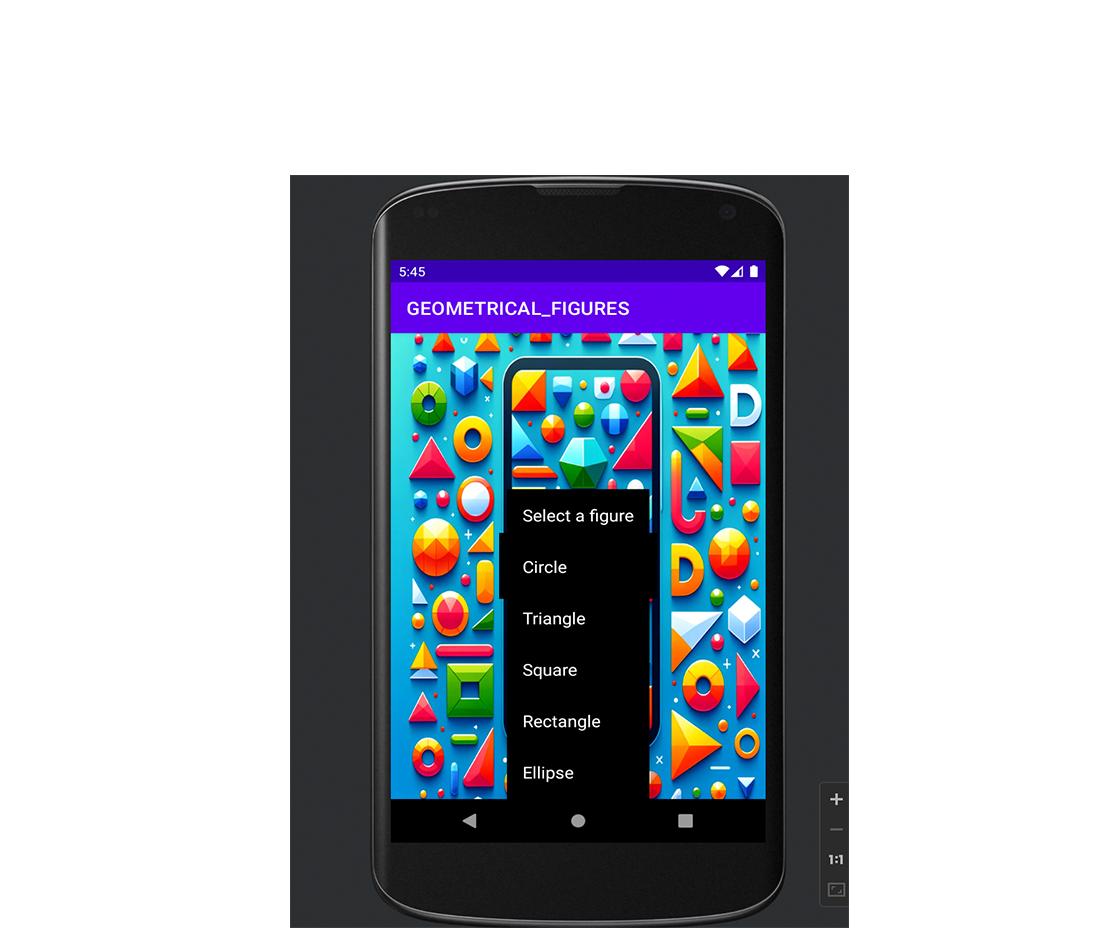 5:45
GEOMETRICAL_FIGURES
Select a figure
Circle
Triangle
Square
Rectangle
Ellipse
1:1